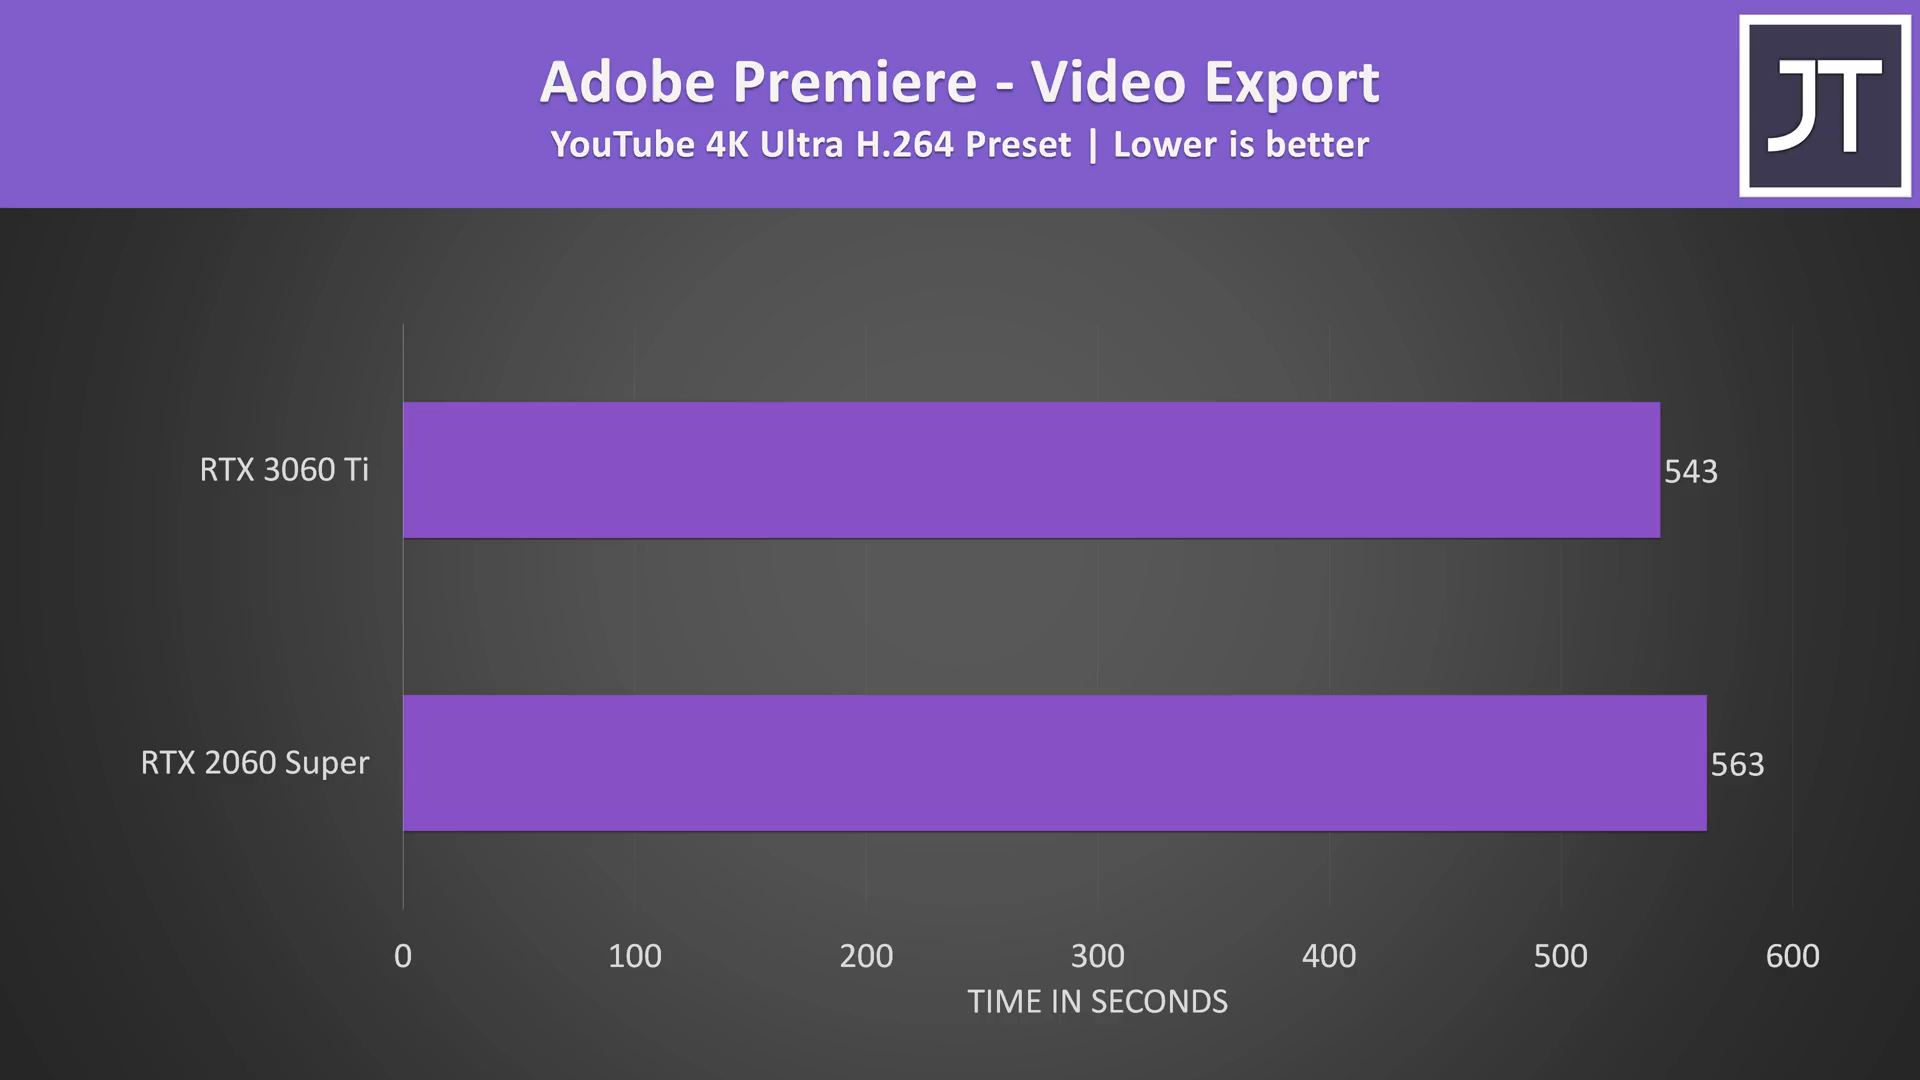 Adobe Premiere - Video Export
YouTube 4K Ultra H.264 Preset | Lower is better
JT
RTX 3060 Ti
543
RTX 2060 Super
563
0 100 200 300 400 500 600
TIME IN SECONDS